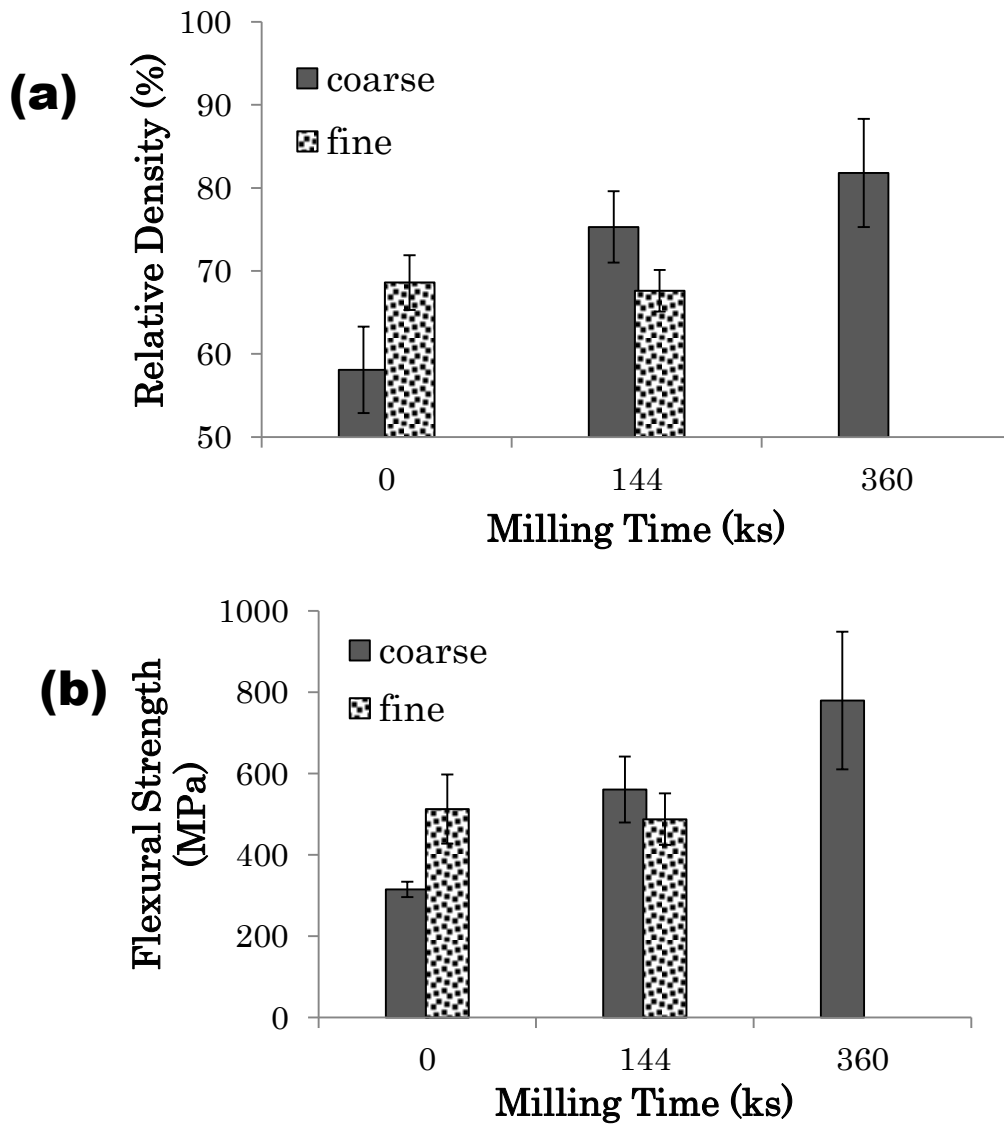 (a)
Relative Density (%)
100
90
80
70
60
50
coarse
fine
0 144 360
Milling Time (ks)
(b)
Flexural Strength
(MPa)
1000
800
600
400
200
0
coarse
fine
0 144 360
Milling Time (ks)